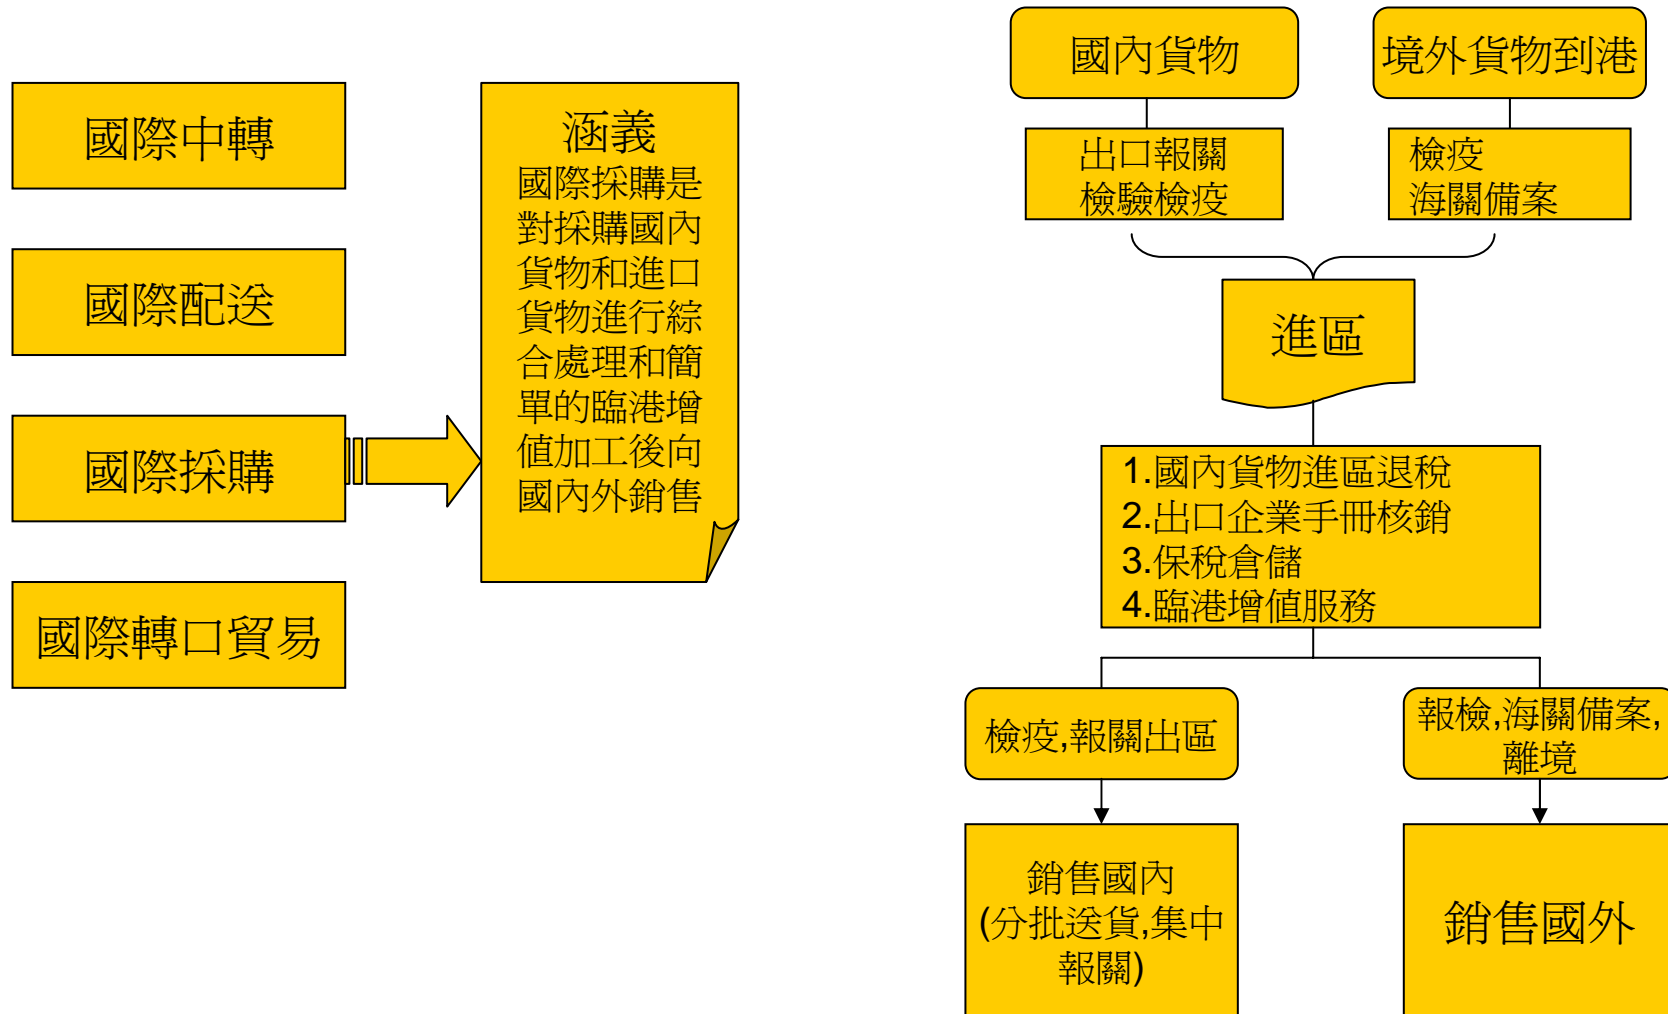 國際中轉
國際配送
國際採購
國際轉口貿易
涵義
國際採購是
對採購國內
貨物和進口
貨物進行綜
合處理和簡
單的臨港增
值加工後向
國內外銷售
國內貨物
境外貨物到港
出口報關
檢驗檢疫
檢疫
海關備案
進區
1.國內貨物進區退稅
2.出口企業手冊核銷
3.保稅倉儲
4.臨港增值服務
檢疫,報關出區
報檢,海關備案,
離境
銷售國內
(分批送貨,集中
報關)
銷售國外